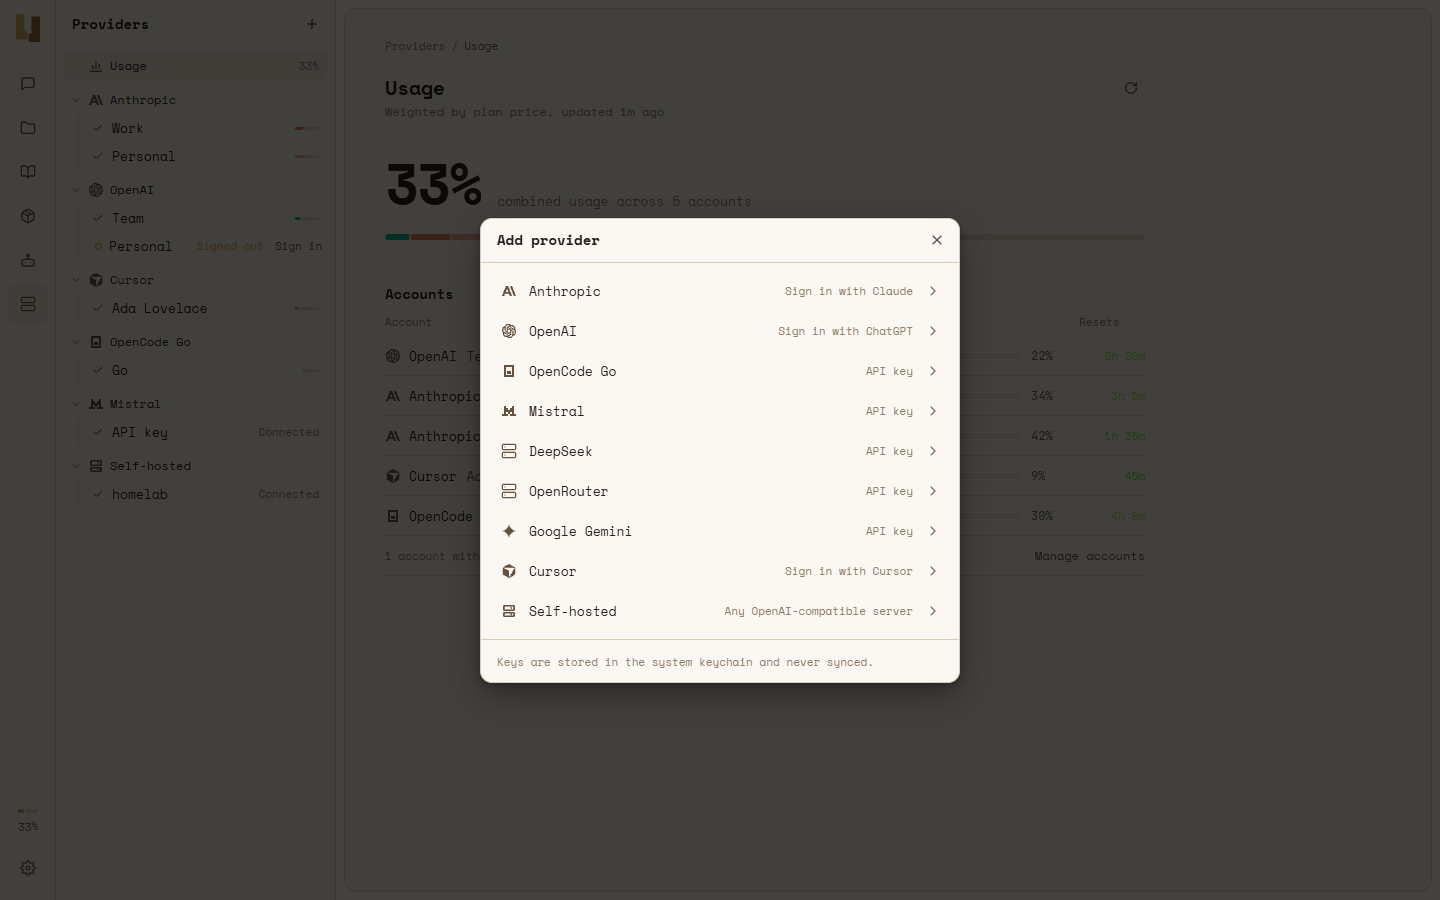 Providers
Usage 33%
Anthropic
Work
Personal
OpenAI
Team
Personal Signed out Sign in
Cursor
Ada Lovelace
OpenCode Go
Go
Mistral
API key Connected
Self-hosted
homelab Connected
33%
Providers / Usage
Usage
Weighted by plan price, updated 1m ago
33% combined usage across 5 accounts
Accounts
Account Resets
OpenAI 22% 2h 28m
Anthropic 34% 3h 5m
Anthropic 42% 1h 35m
Cursor 9% 45m
OpenCode 30%
1 account with Manage accounts
Add provider
Anthropic Sign in with Claude
OpenAI Sign in with ChatGPT
OpenCode Go API key
Mistral API key
DeepSeek API key
OpenRouter API key
Google Gemini API key
Cursor Sign in with Cursor
Self-hosted Any OpenAI-compatible server
Keys are stored in the system keychain and never synced.